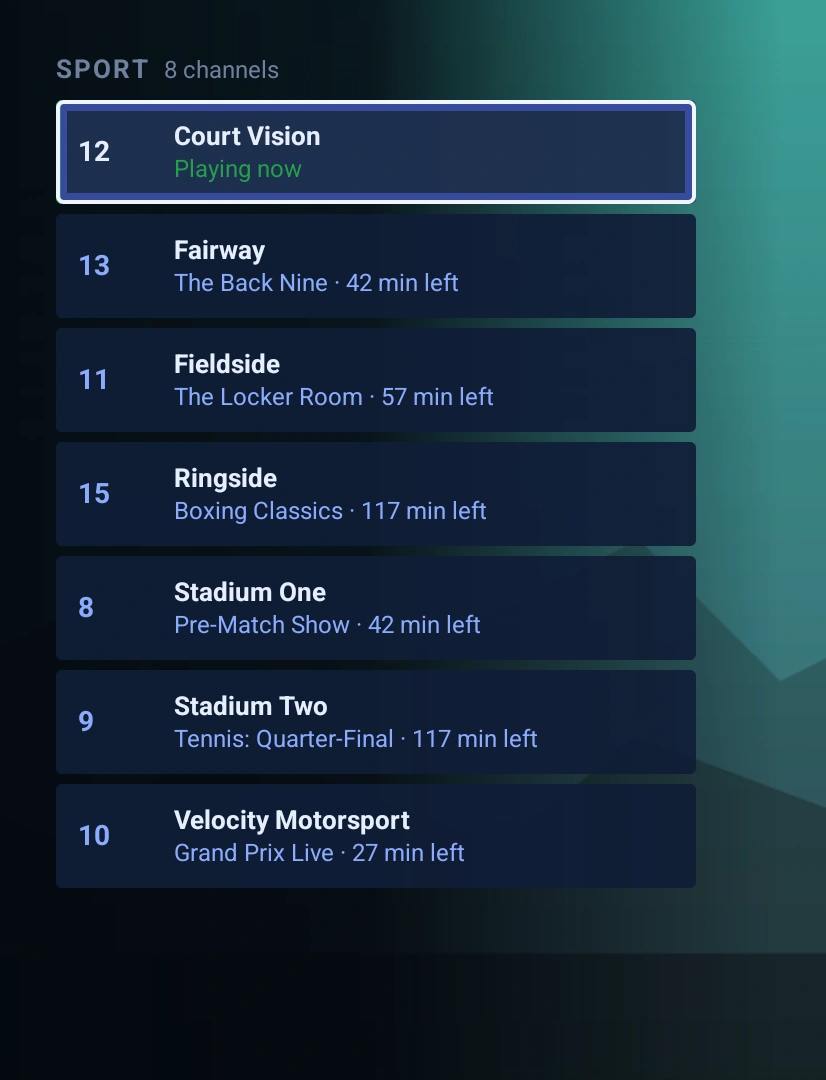 SPORT 8 channels
12
Court Vision
Playing now
13
Fairway
The Back Nine · 42 min left
11
Fieldside
The Locker Room · 57 min left
15
Ringside
Boxing Classics · 117 min left
8
Stadium One
Pre-Match Show · 42 min left
9
Stadium Two
Tennis: Quarter-Final · 117 min left
10
Velocity Motorsport
Grand Prix Live · 27 min left